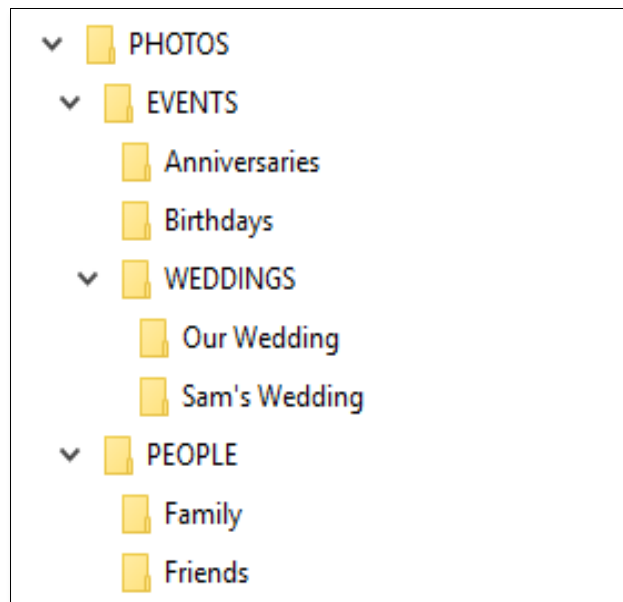 PHOTOS
EVENTS
Anniversaries
Birthdays
WEDDINGS
Our Wedding
Sam's Wedding
PEOPLE
Family
Friends